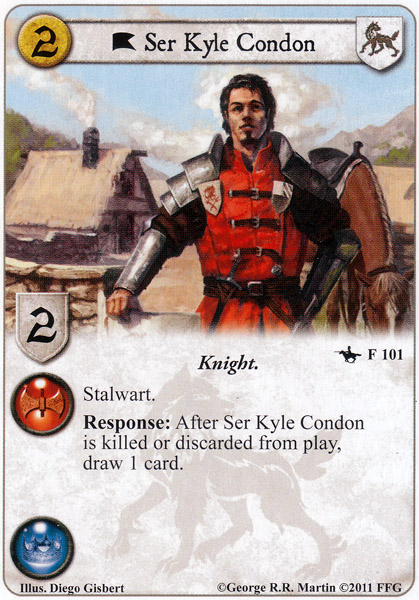 2
Ser Kyle Condon
2
Knight.
F 101
Stalwart.
Response: After Ser Kyle Condon
is killed or discarded from play,
draw 1 card.
Illus. Diego Gisbert
©George R.R. Martin ©2011 FFG